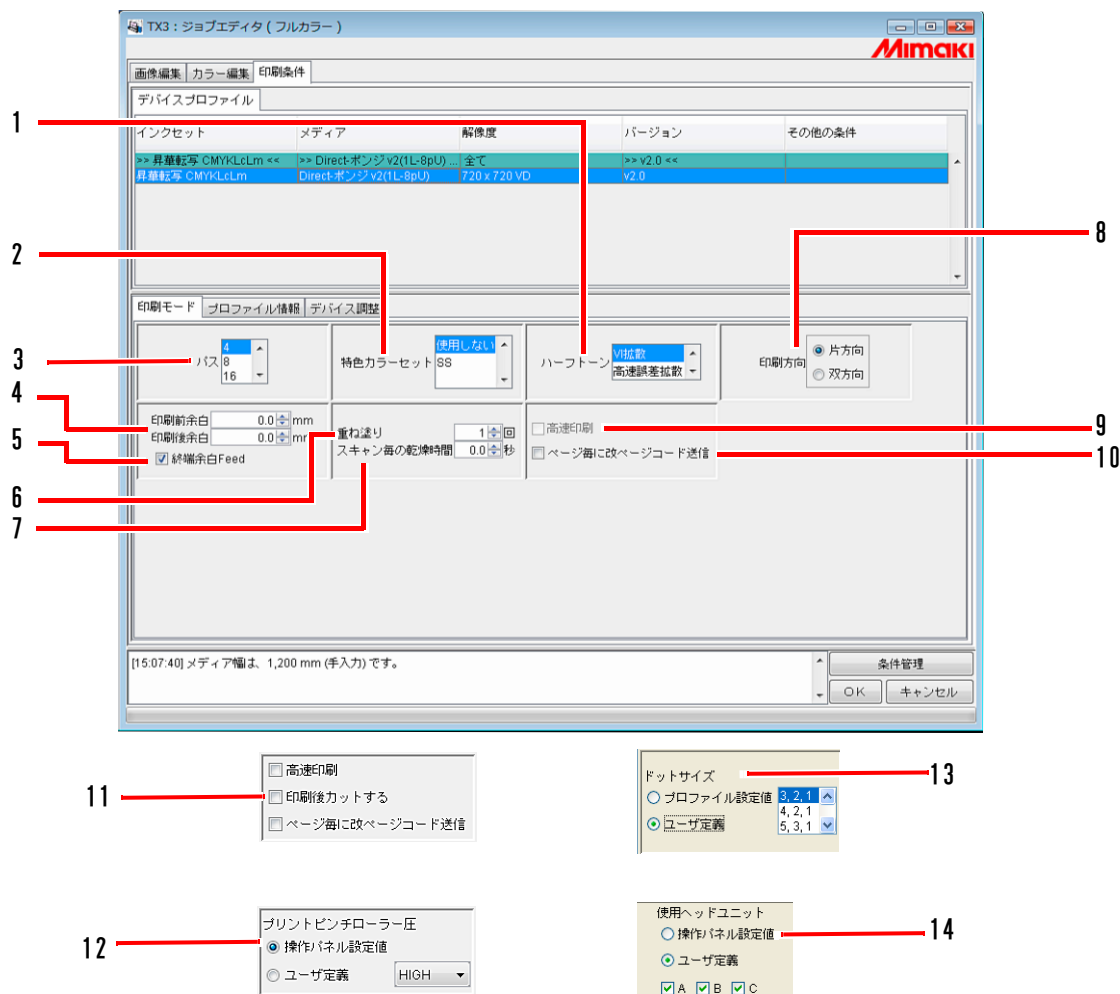 TX3：ジョブエディタ ( フルカラー )
Mimaki
画像編集 カラー編集 印刷条件
デバイスプロファイル
1
インクセット メディア 解像度 バージョン その他の条件
>> 昇華転写 CMYKLcLm << >> Direct-ポンジ v2(1L-8pU) ... 全て >> v2.0 <<
昇華転写 CMYKLcLm Direct-ポンジ v2(1L-8pU) 720 x 720 VD v2.0
8
2
印刷モード プロファイル情報 デバイス調整
3
パス 4
8
16
特色カラーセット 使用しない
SS
ハーフトーン VI拡散
高速誤差拡散
印刷方向 片方向
双方向
4
印刷前余白 0.0 mm
印刷後余白 0.0 mm
5
終端余白Feed
重ね塗り 1 回
スキャン毎の乾燥時間 0.0 秒
高速印刷
ページ毎に改ページコード送信
9
10
6
7
[15:07:40] メディア幅は、1,200 mm (手入力) です。
条件管理
OK キャンセル
11
高速印刷
印刷後カットする
ページ毎に改ページコード送信
13
ドットサイズ
プロファイル設定値 3, 2, 1
4, 2, 1
ユーザ定義 5, 3, 1
12
プリントピンチローラー圧
操作パネル設定値
ユーザ定義 HIGH
14
使用ヘッドユニット
操作パネル設定値
ユーザ定義
A B C